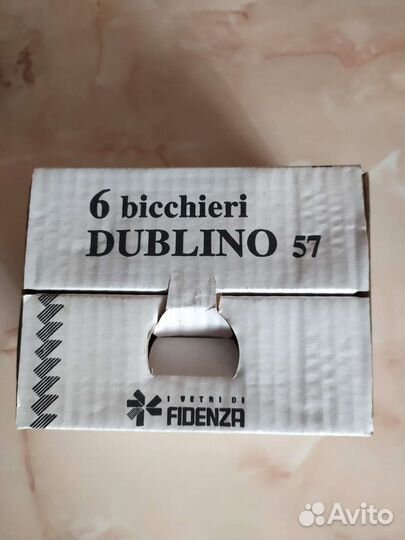 6 bicchieri
DUBLINO 57
I VETRI DI
FIDENZA
Avito